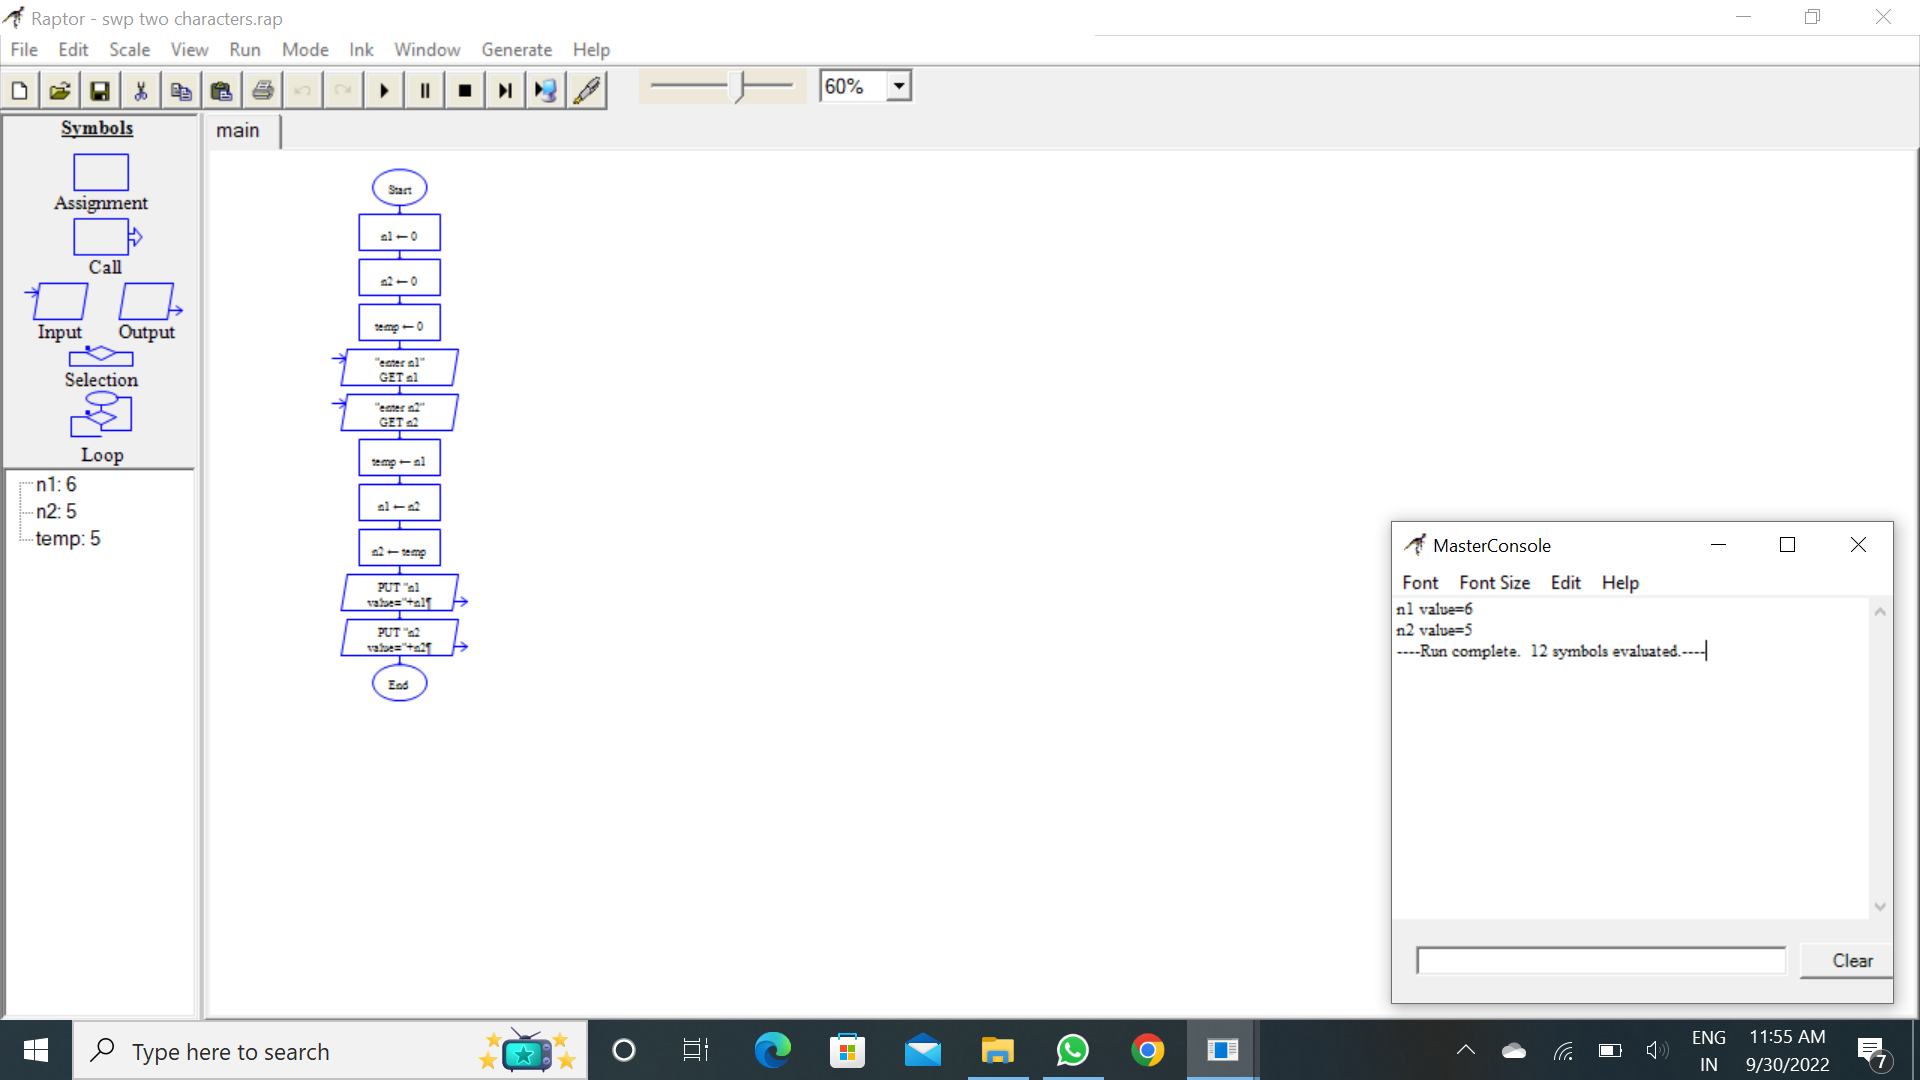 Raptor - swp two characters.rap
File Edit Scale View Run Mode Ink Window Generate Help
60%
Symbols
Assignment
Call
Input Output
Selection
Loop
n1: 6
n2: 5
temp: 5
main
Start
n1 ← 0
n2 ← 0
temp ← 0
"enter n1"
GET n1
"enter n2"
GET n2
temp ← n1
n1 ← n2
n2 ← temp
PUT "n1
value="+n1¶
PUT "n2
value="+n2¶
End
MasterConsole
Font Font Size Edit Help
n1 value=6
n2 value=5
----Run complete. 12 symbols evaluated.----
Clear
Type here to search
ENG
IN
11:55 AM
9/30/2022
7